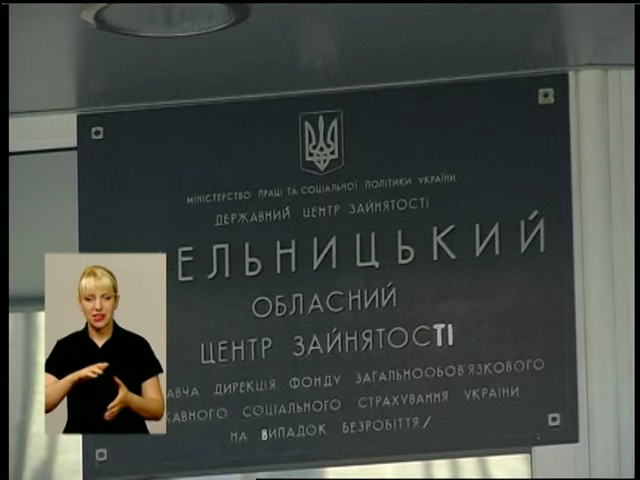 МІНІСТЕРСТВО ПРАЦІ ТА СОЦІАЛЬНОЇ ПОЛІТИКИ УКРАЇНИ
ДЕРЖАВНИЙ ЦЕНТР ЗАЙНЯТОСТІ
ЕЛЬНИЦЬКИЙ
ОБЛАСНИЙ
ЦЕНТР ЗАЙНЯТОСТІ
АВЧА ДИРЕКЦІЯ ФОНДУ ЗАГАЛЬНООБОВ'ЯЗКОВОГО
АВНОГО СОЦІАЛЬНОГО СТРАХУВАННЯ УКРАЇНИ
НА ВИПАДОК БЕЗРОБІТТЯ/